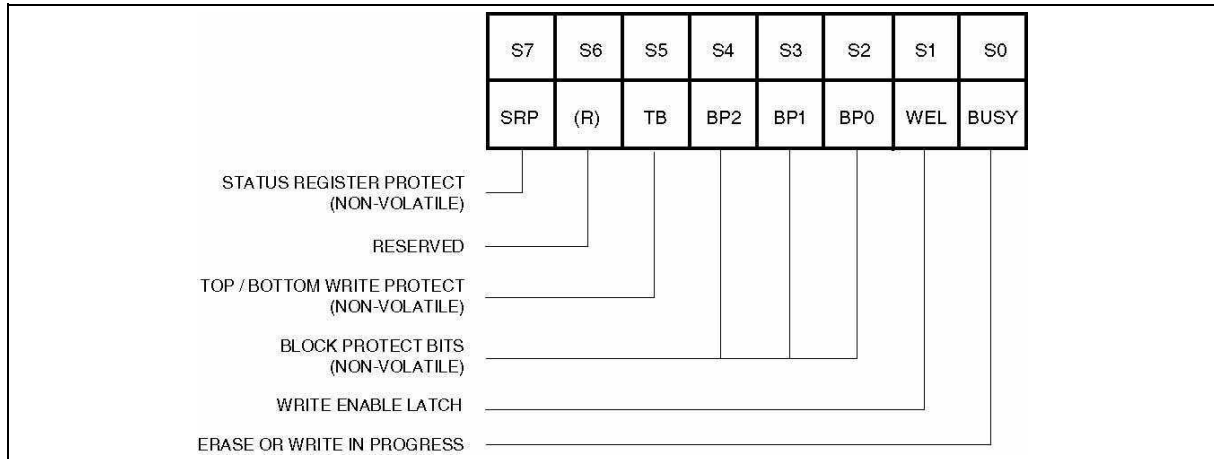 S7 S6 S5 S4 S3 S2 S1 S0
SRP (R) TB BP2 BP1 BP0 WEL BUSY
STATUS REGISTER PROTECT
(NON-VOLATILE)
RESERVED
TOP / BOTTOM WRITE PROTECT
(NON-VOLATILE)
BLOCK PROTECT BITS
(NON-VOLATILE)
WRITE ENABLE LATCH
ERASE OR WRITE IN PROGRESS